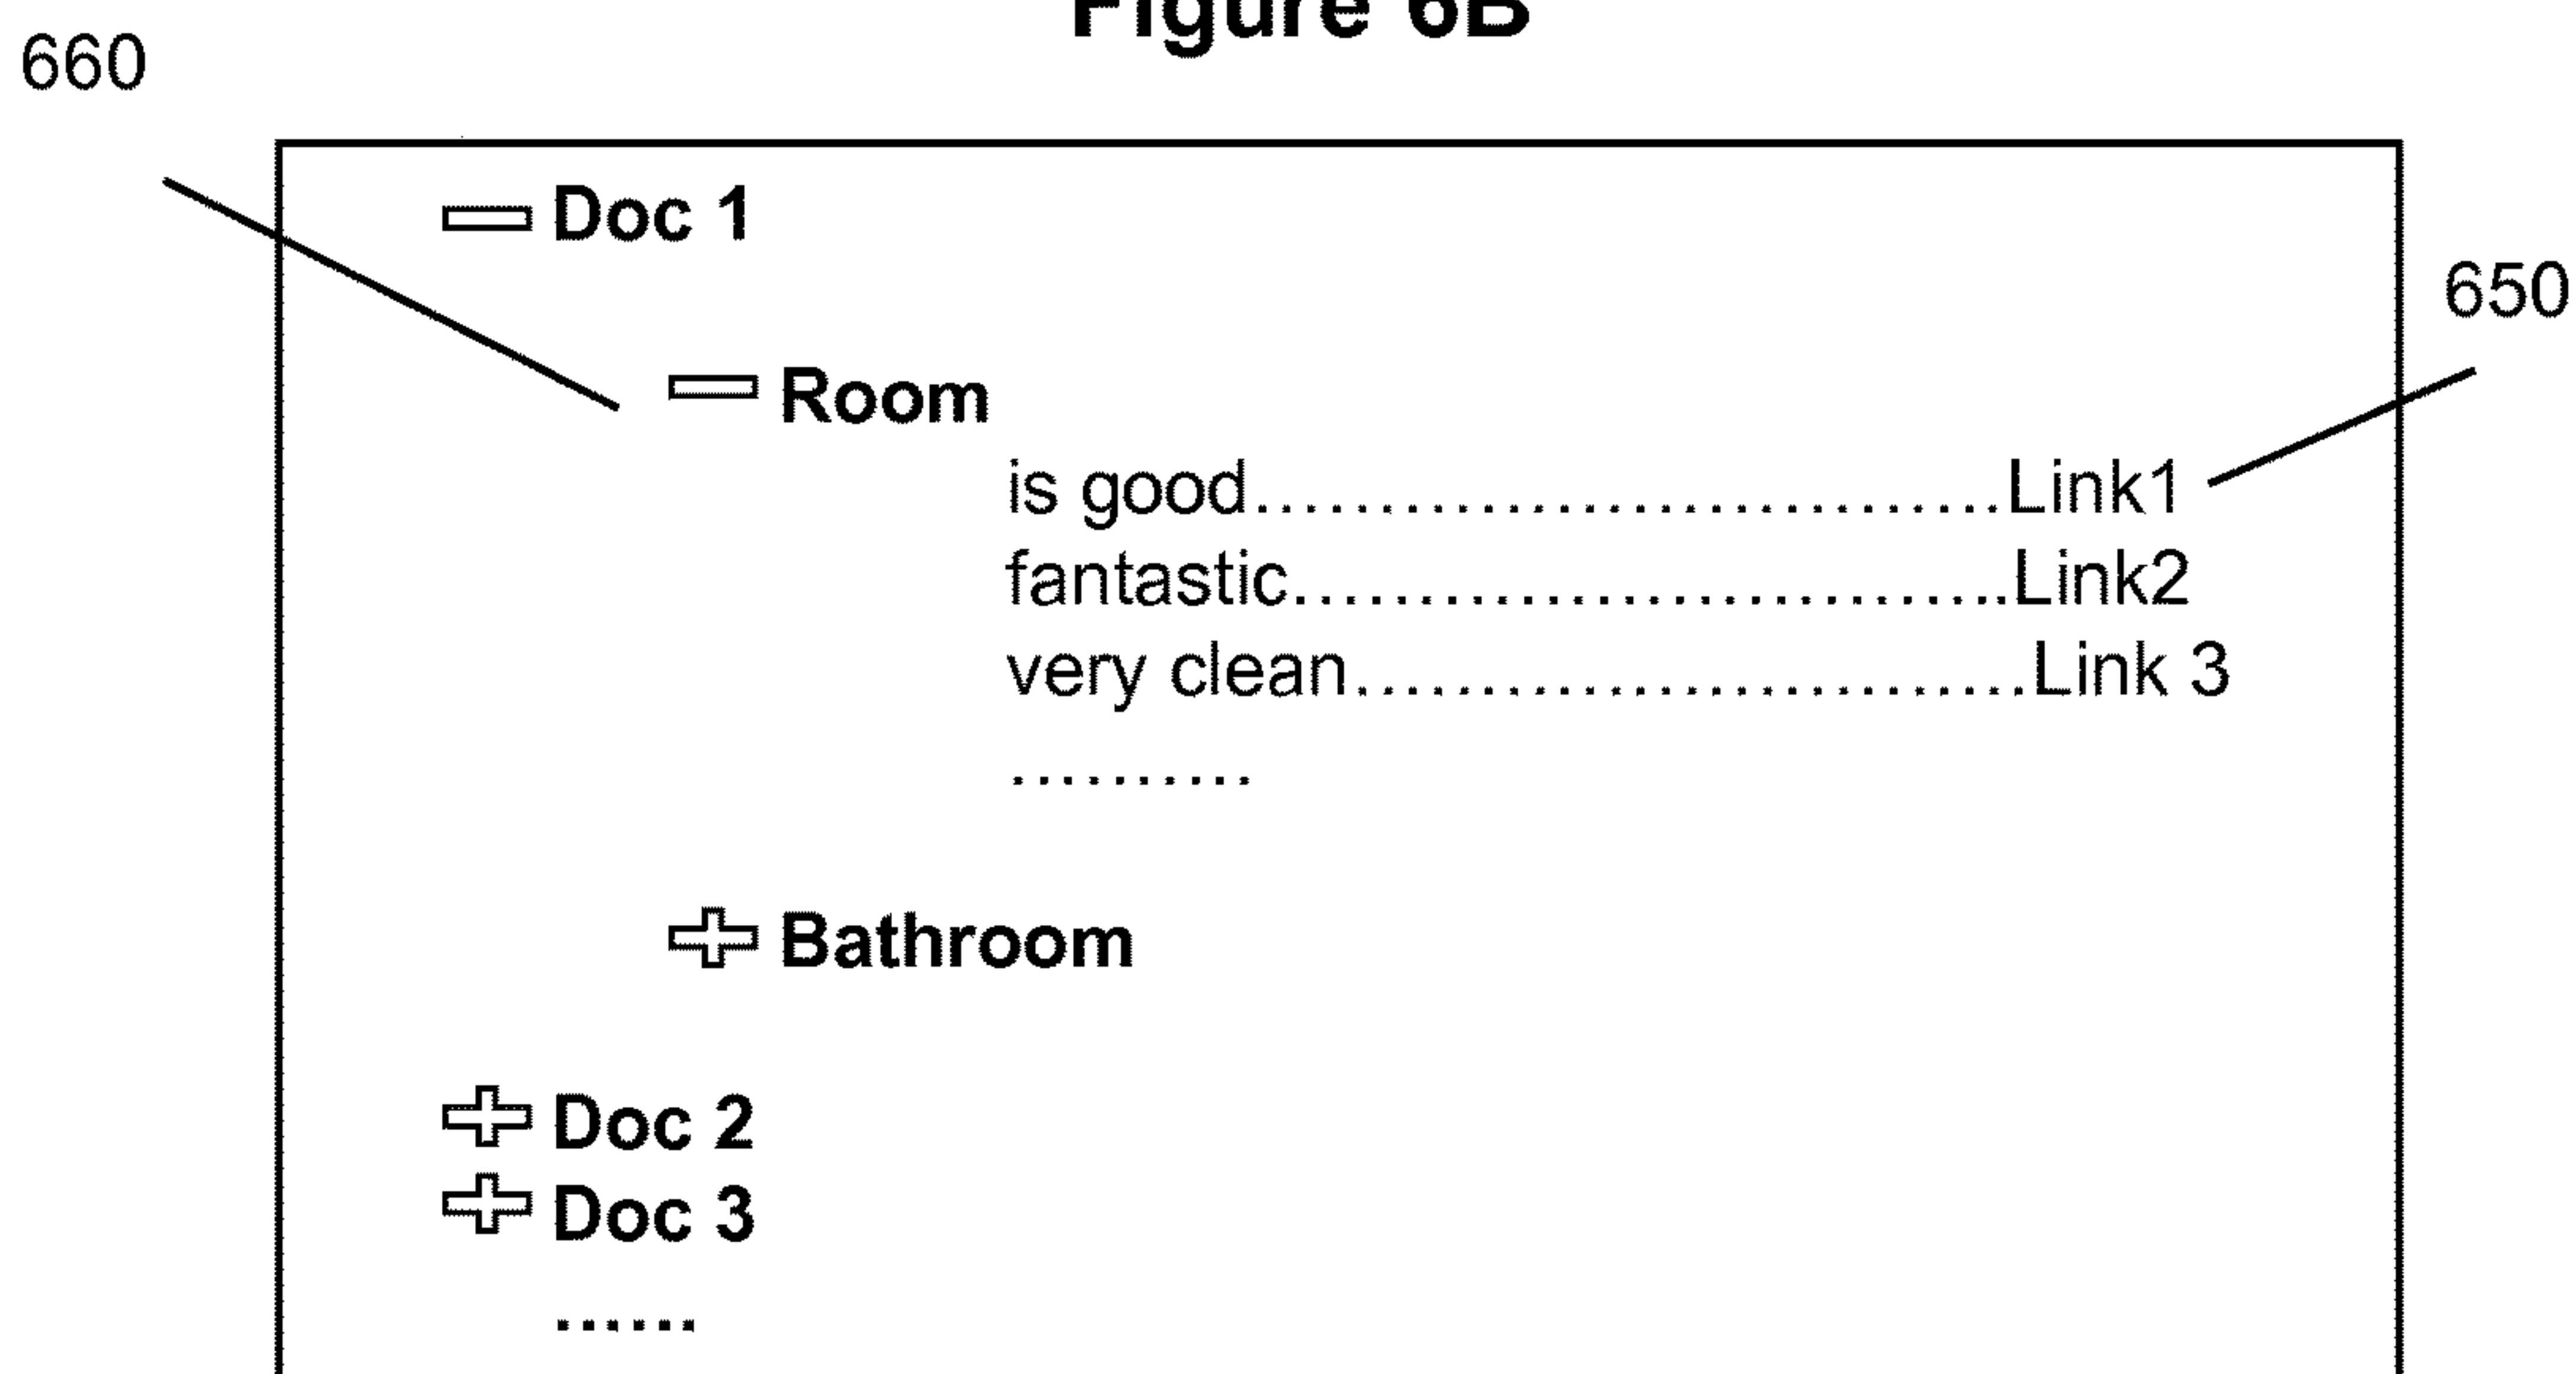 Figure 6B
660
Doc 1
650
Room
is good..............................Link1
fantastic.............................Link2
very clean...........................Link 3
..........
Bathroom
Doc 2
Doc 3
......